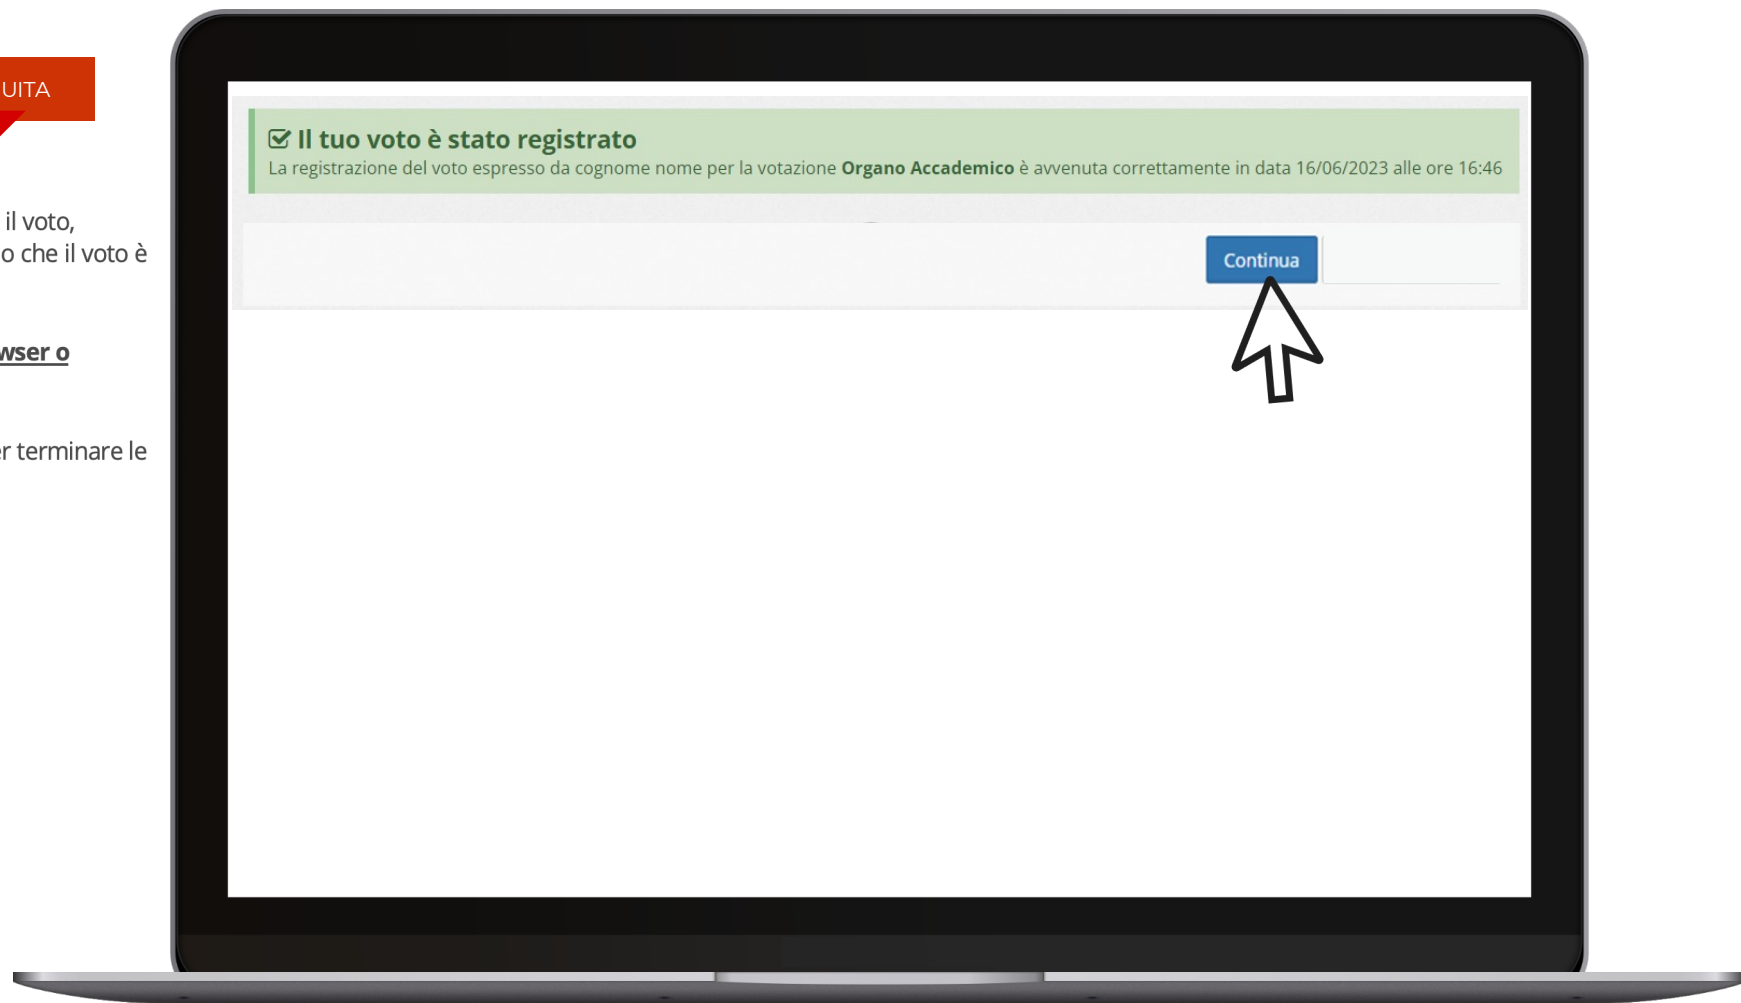 UITA
il voto,
o che il voto è
wser o
r terminare le
Il tuo voto è stato registrato
La registrazione del voto espresso da cognome nome per la votazione Organo Accademico è avvenuta correttamente in data 16/06/2023 alle ore 16:46
Continua